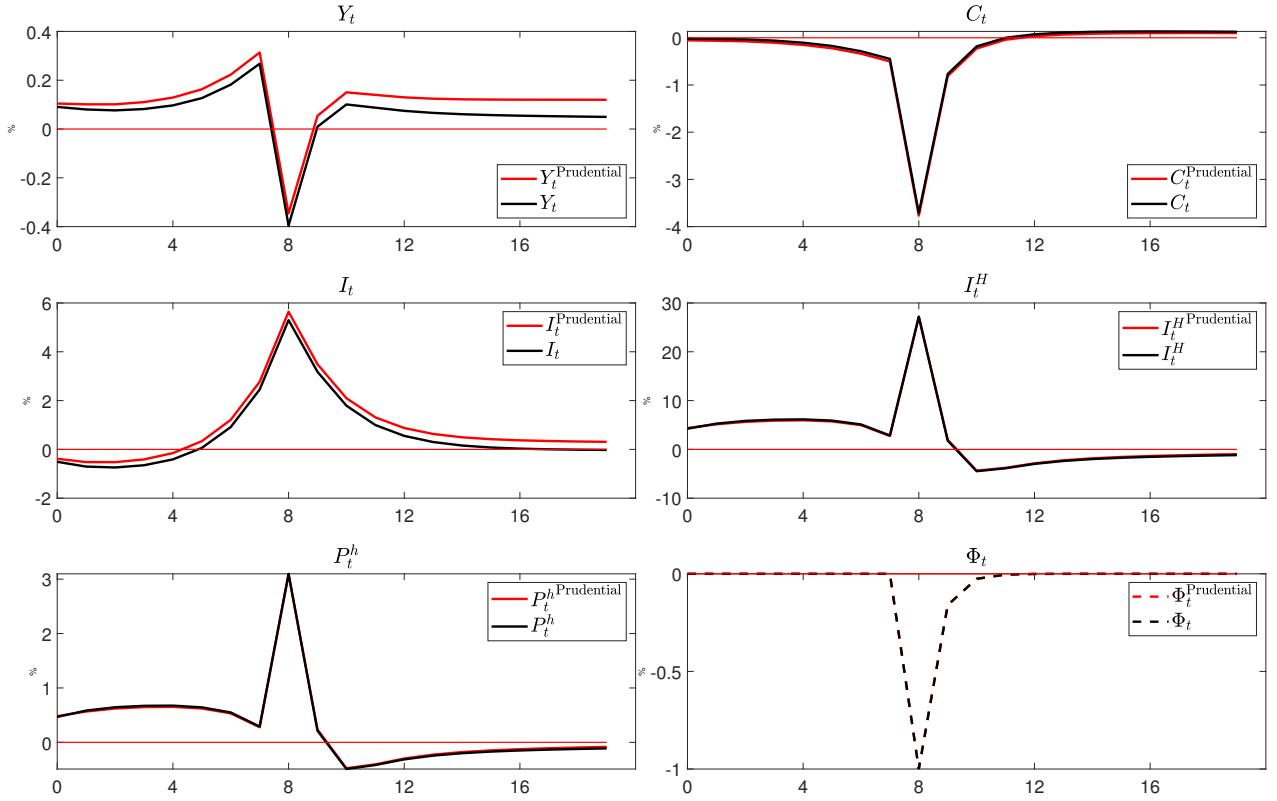 Y_t
0.4
0.2
0
-0.2
-0.4
%
0 4 8 12 16
Y_t^Prudential
Y_t
C_t
0
-1
-2
-3
-4
%
0 4 8 12 16
C_t^Prudential
C_t
I_t
6
4
2
0
-2
%
0 4 8 12 16
I_t^Prudential
I_t
I_t^H
30
20
10
0
-10
%
0 4 8 12 16
I_t^H Prudential
I_t^H
P_t^h
3
2
1
0
%
0 4 8 12 16
P_t^h Prudential
P_t^h
Φ_t
0
-0.5
-1
%
0 4 8 12 16
Φ_t^Prudential
Φ_t